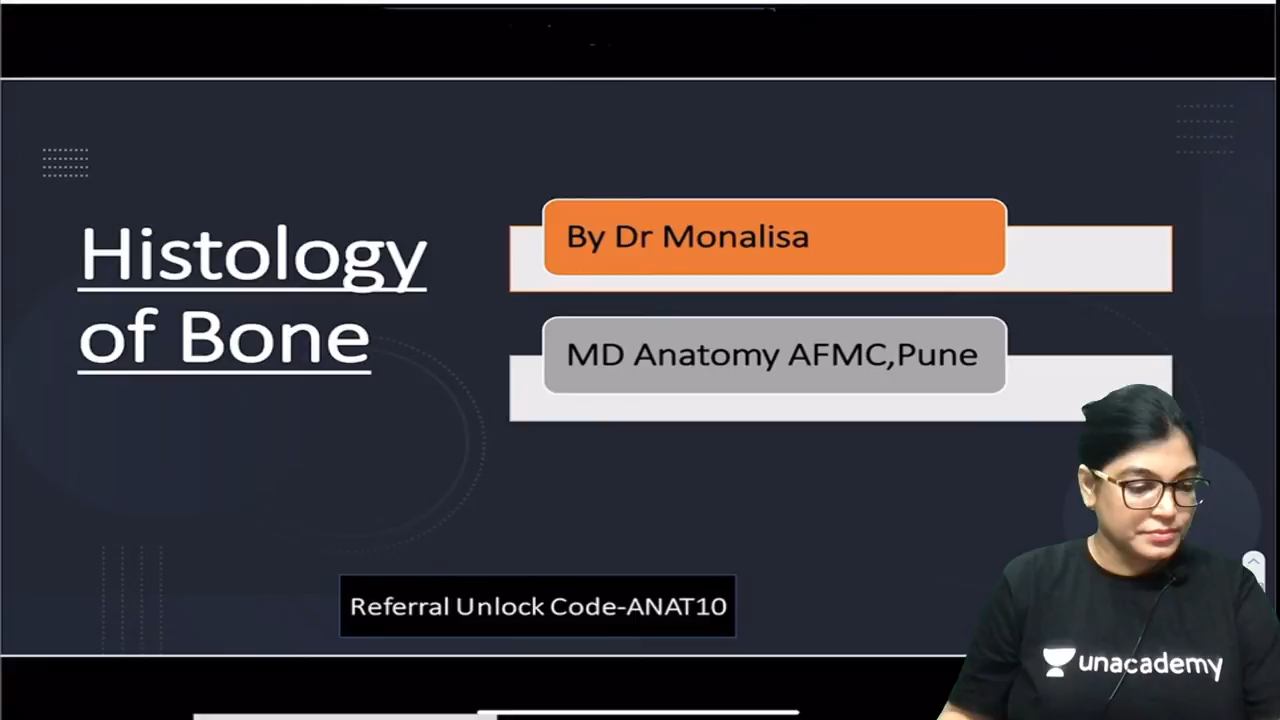 Histology
of Bone
By Dr Monalisa
MD Anatomy AFMC,Pune
Referral Unlock Code-ANAT10
unacademy